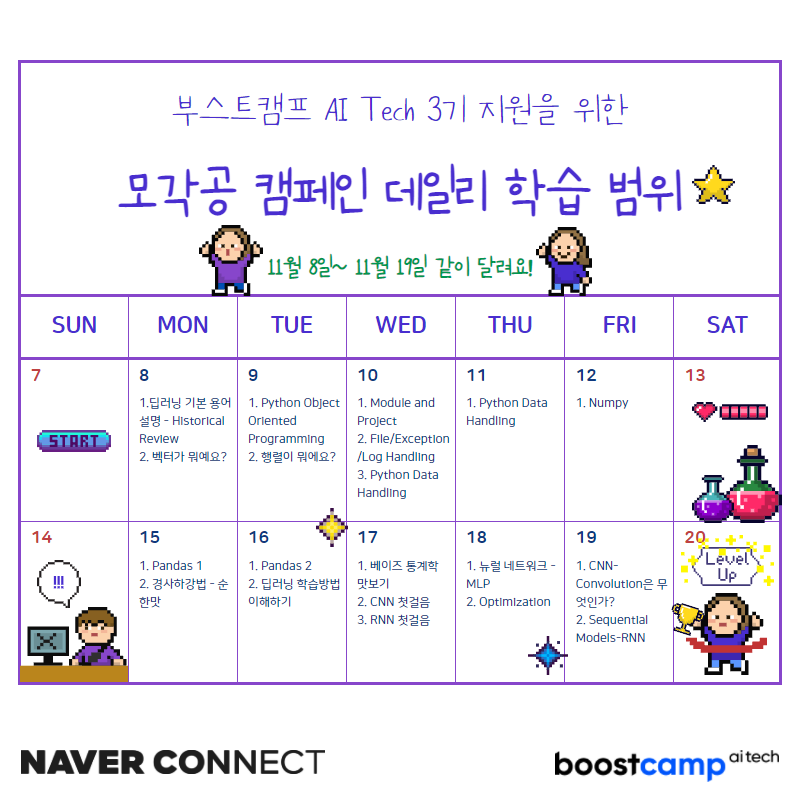 부스트캠프 AI Tech 3기 지원을 위한
모각공 캠페인 데일리 학습 범위
11월 8일~ 11월 19일 같이 달려요!
SUN MON TUE WED THU FRI SAT
7
START
8
1.딥러닝 기본 용어
설명 - Historical
Review
2. 벡터가 뭐예요?
9
1. Python Object
Oriented
Programming
2. 행렬이 뭐에요?
10
1. Module and
Project
2. File/Exception
/Log Handling
3. Python Data
Handling
11
1. Python Data
Handling
12
1. Numpy
13
14
!!!
15
1. Pandas 1
2. 경사하강법 - 순
한맛
16
1. Pandas 2
2. 딥러닝 학습방법
이해하기
17
1. 베이즈 통계학
맛보기
2. CNN 첫걸음
3. RNN 첫걸음
18
1. 뉴럴 네트워크 -
MLP
2. Optimization
19
1. CNN-
Convolution은 무
엇인가?
2. Sequential
Models-RNN
20
Level
Up
NAVER CONNECT
boostcamp ai tech